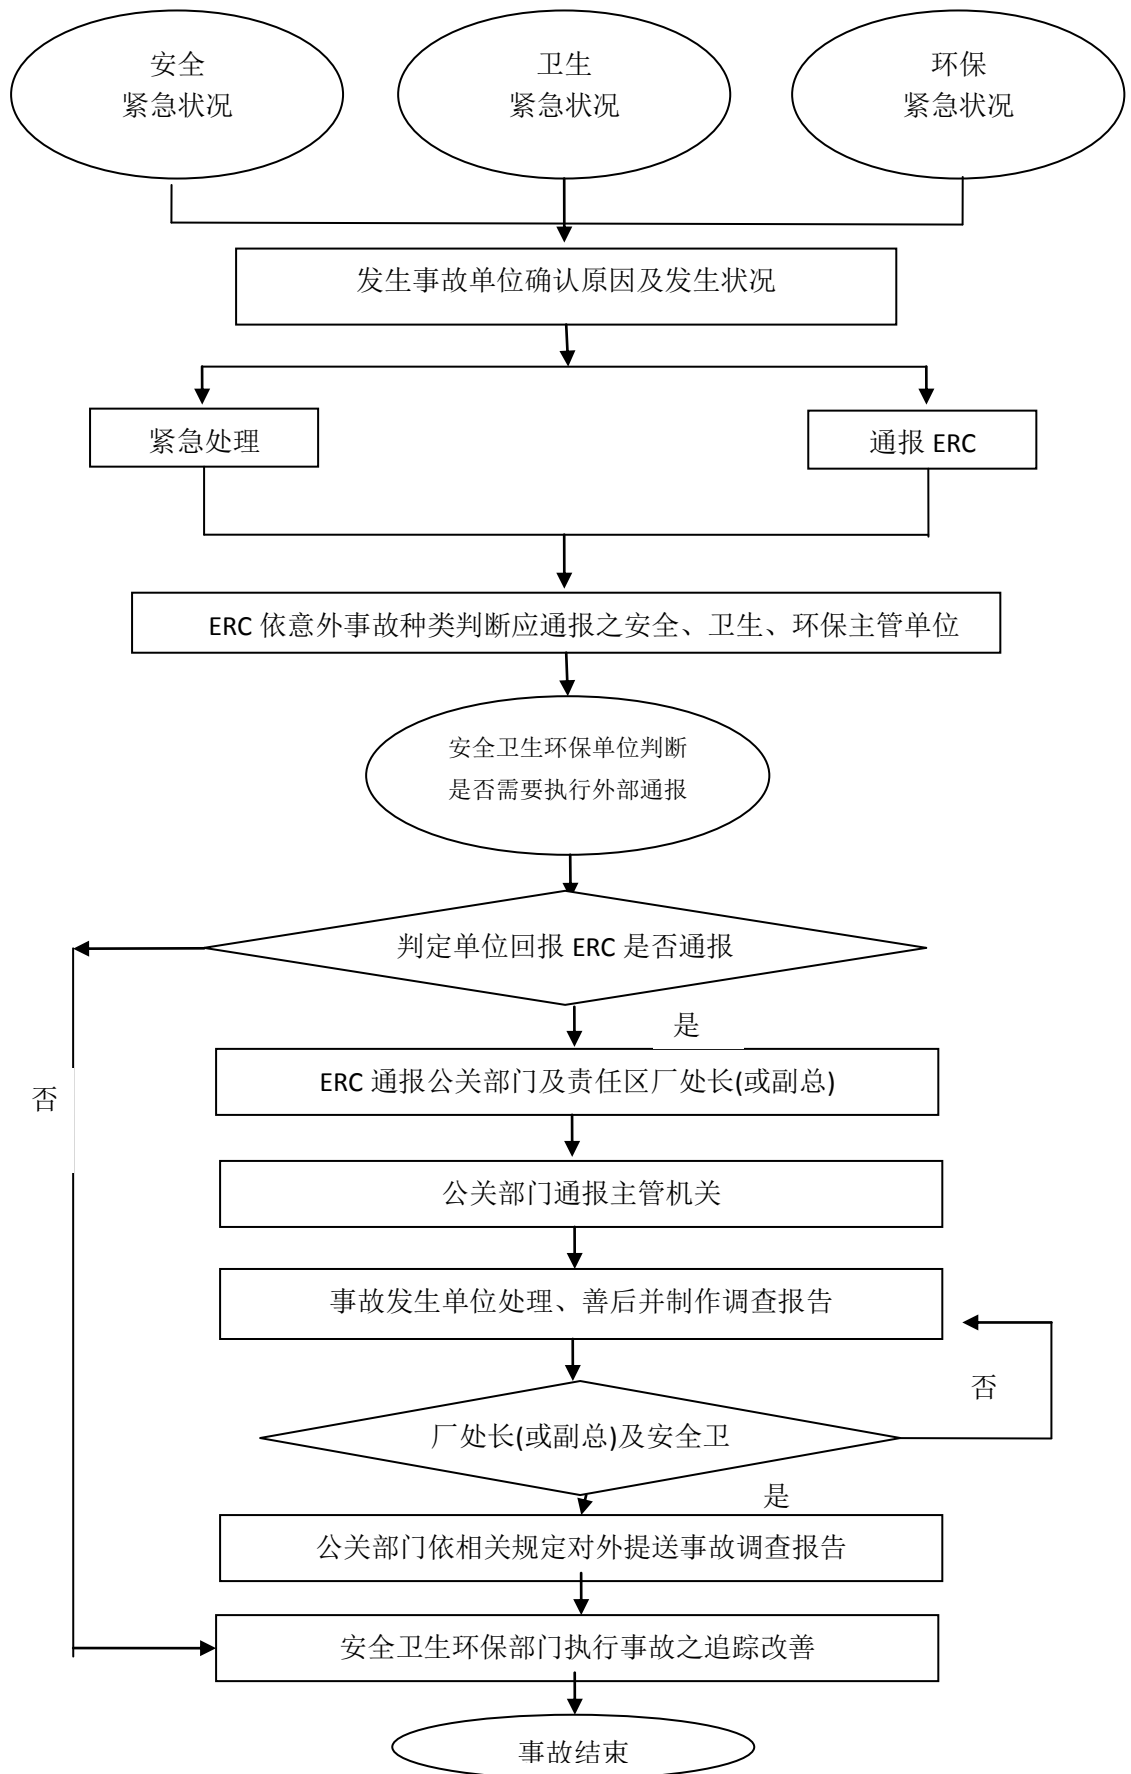 安全
紧急状况
卫生
紧急状况
环保
紧急状况
发生事故单位确认原因及发生状况
紧急处理
通报 ERC
ERC 依意外事故种类判断应通报之安全、卫生、环保主管单位
安全卫生环保单位判断
是否需要执行外部通报
判定单位回报 ERC 是否通报
是
否
ERC 通报公关部门及责任区厂处长(或副总)
公关部门通报主管机关
事故发生单位处理、善后并制作调查报告
否
厂处长(或副总)及安全卫
是
公关部门依相关规定对外提送事故调查报告
安全卫生环保部门执行事故之追踪改善
事故结束